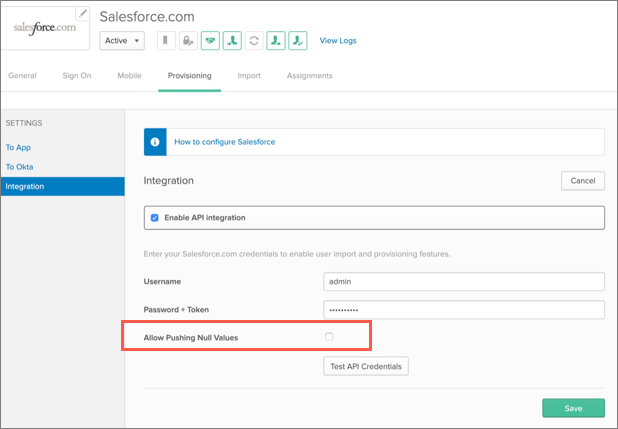 salesforce.com
Salesforce.com
Active
View Logs
General Sign On Mobile Provisioning Import Assignments
SETTINGS
To App
To Okta
Integration
How to configure Salesforce
Integration
Cancel
Enable API integration
Enter your Salesforce.com credentials to enable user import and provisioning features.
Username admin
Password + Token ••••••••••
Allow Pushing Null Values
Test API Credentials
Save